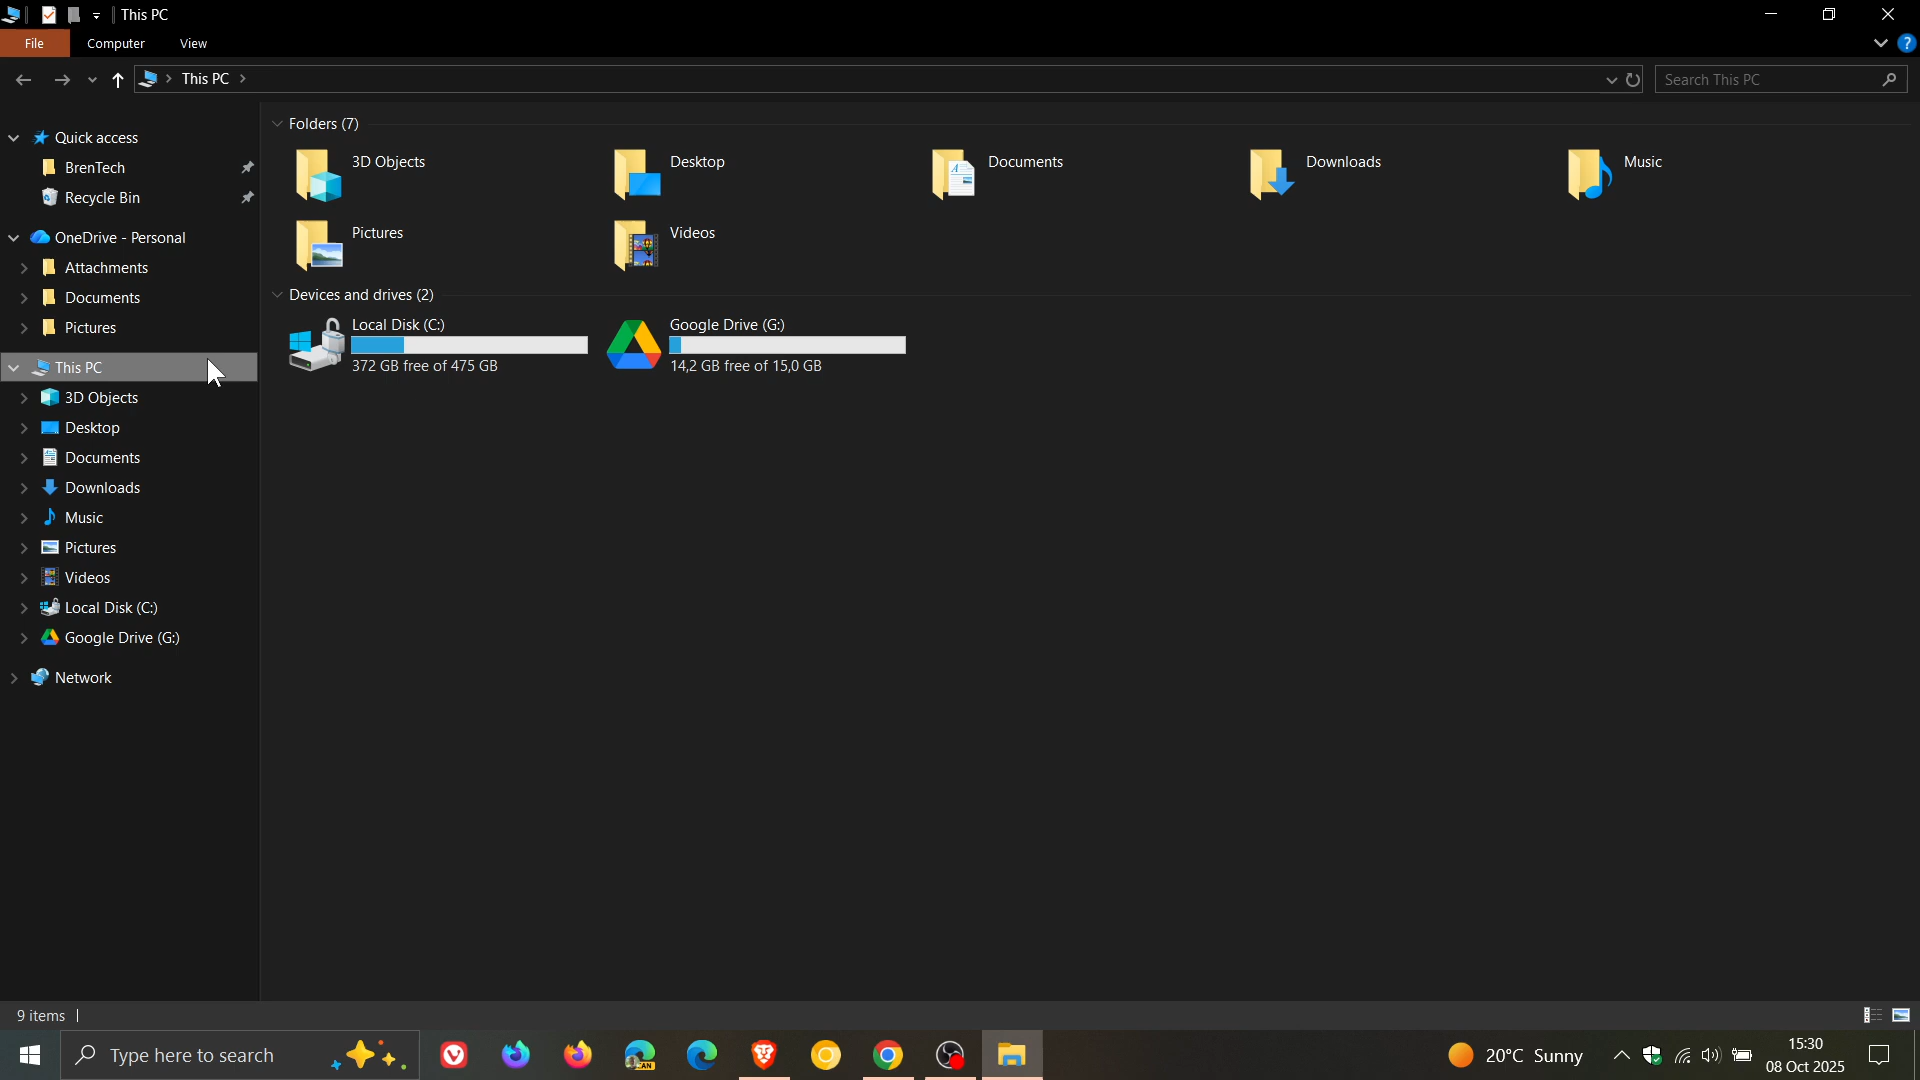 This PC
File Computer View
This PC
Search This PC
Quick access
BrenTech
Recycle Bin
OneDrive - Personal
Attachments
Documents
Pictures
This PC
3D Objects
Desktop
Documents
Downloads
Music
Pictures
Videos
Local Disk (C:)
Google Drive (G:)
Network
Folders (7)
3D Objects
Desktop
Documents
Downloads
Music
Pictures
Videos
Devices and drives (2)
Local Disk (C:)
372 GB free of 475 GB
Google Drive (G:)
14,2 GB free of 15,0 GB
9 items
Type here to search
CAN
20°C Sunny
15:30
08 Oct 2025